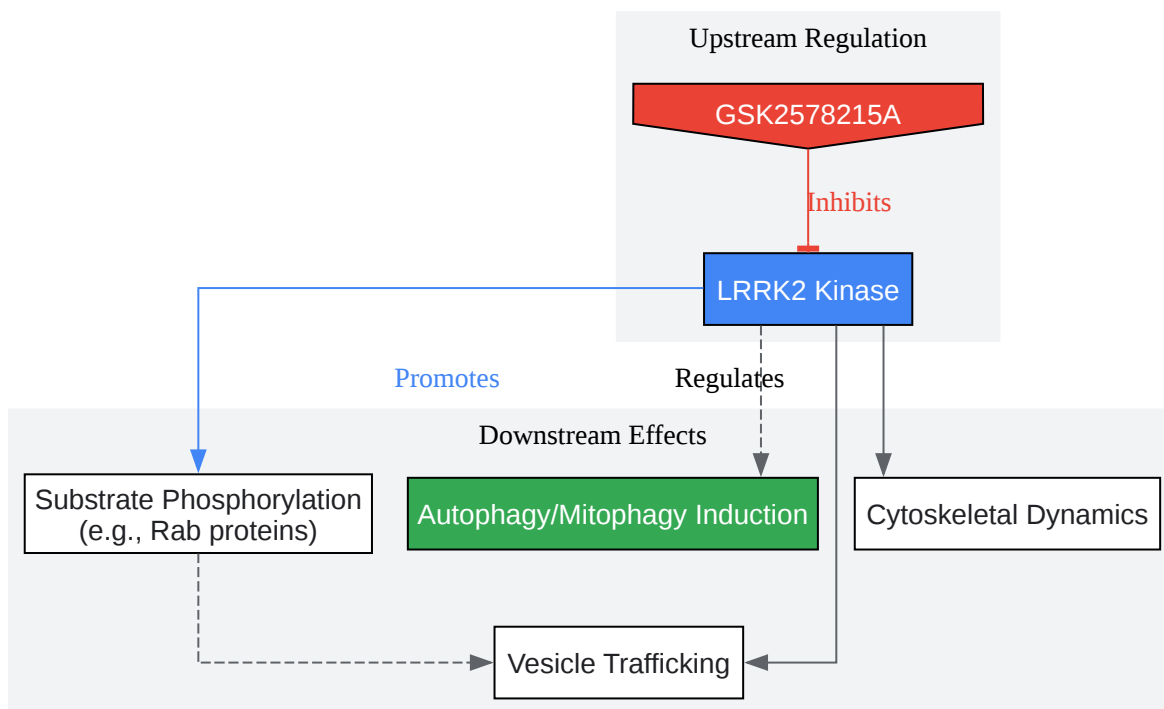 Upstream Regulation
GSK2578215A
Inhibits
LRRK2 Kinase
Promotes
Regulates
Downstream Effects
Substrate Phosphorylation
(e.g., Rab proteins)
Autophagy/Mitophagy Induction
Cytoskeletal Dynamics
Vesicle Trafficking